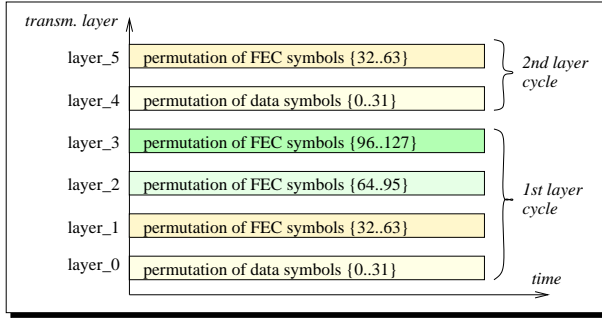 transm. layer
layer_5 permutation of FEC symbols {32..63}
2nd layer
cycle
layer_4 permutation of data symbols {0..31}
layer_3 permutation of FEC symbols {96..127}
layer_2 permutation of FEC symbols {64..95}
1st layer
cycle
layer_1 permutation of FEC symbols {32..63}
layer_0 permutation of data symbols {0..31}
time